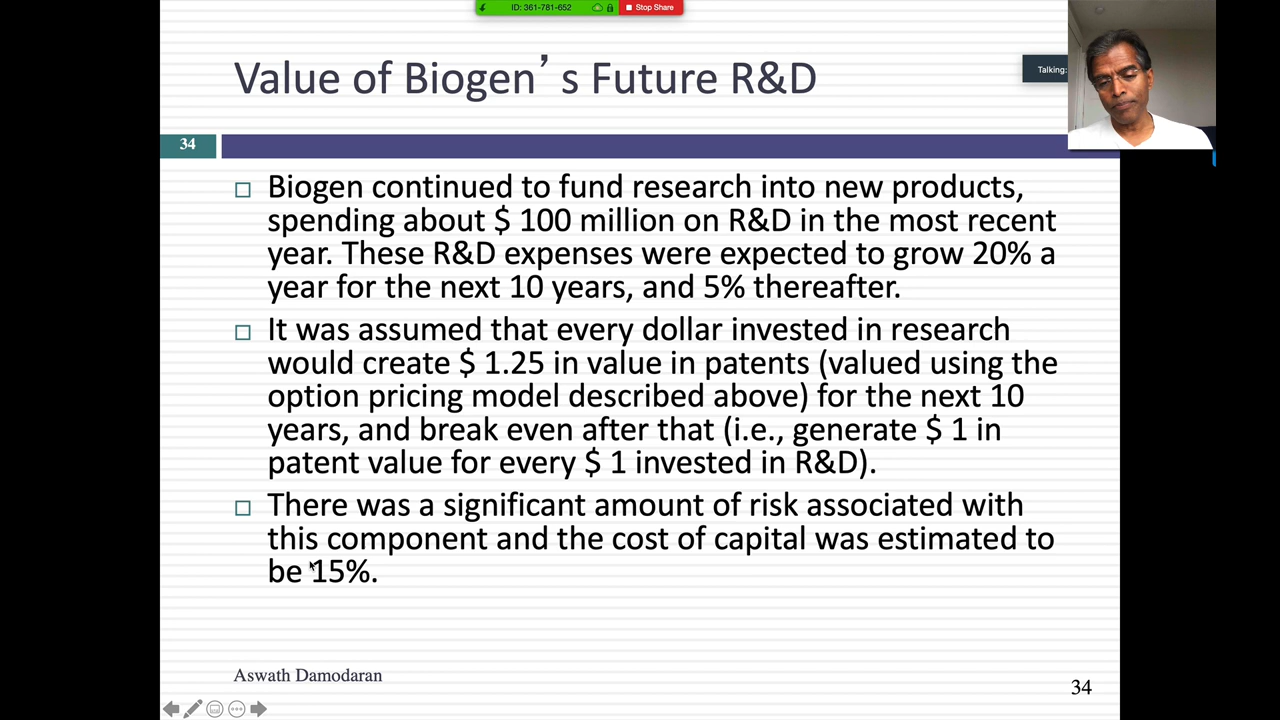 ID: 361-781-652
Stop Share
Talking:
Value of Biogen’s Future R&D
34
Biogen continued to fund research into new products,
spending about $ 100 million on R&D in the most recent
year. These R&D expenses were expected to grow 20% a
year for the next 10 years, and 5% thereafter.
It was assumed that every dollar invested in research
would create $ 1.25 in value in patents (valued using the
option pricing model described above) for the next 10
years, and break even after that (i.e., generate $ 1 in
patent value for every $ 1 invested in R&D).
There was a significant amount of risk associated with
this component and the cost of capital was estimated to
be 15%.
Aswath Damodaran
34